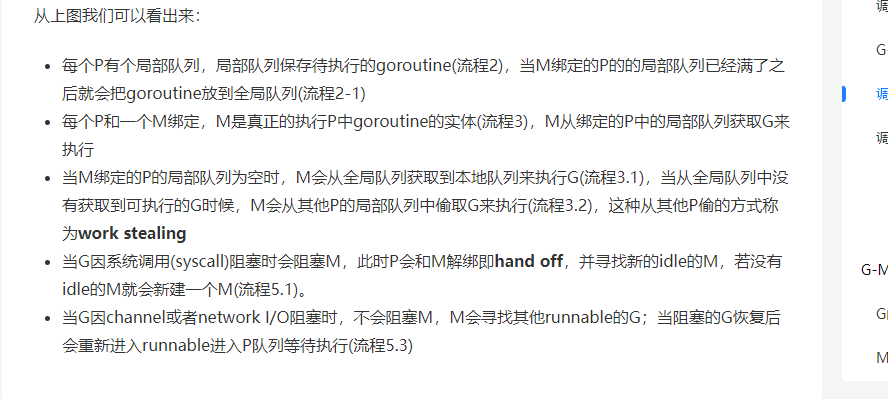 从上图我们可以看出来：
每个P有个局部队列，局部队列保存待执行的goroutine(流程2)，当M绑定的P的的局部队列已经满了之
后就会把goroutine放到全局队列(流程2-1)
每个P和一个M绑定，M是真正的执行P中goroutine的实体(流程3)，M从绑定的P中的局部队列获取G来
执行
当M绑定的P的局部队列为空时，M会从全局队列获取到本地队列来执行G(流程3.1)，当从全局队列中没
有获取到可执行的G时候，M会从其他P的局部队列中偷取G来执行(流程3.2)，这种从其他P偷的方式称
为work stealing
当G因系统调用(syscall)阻塞时会阻塞M，此时P会和M解绑即hand off，并寻找新的idle的M，若没有
idle的M就会新建一个M(流程5.1)。
当G因channel或者network I/O阻塞时，不会阻塞M，M会寻找其他runnable的G；当阻塞的G恢复后
会重新进入runnable进入P队列等待执行(流程5.3)
G
调
调
G-M
G
M